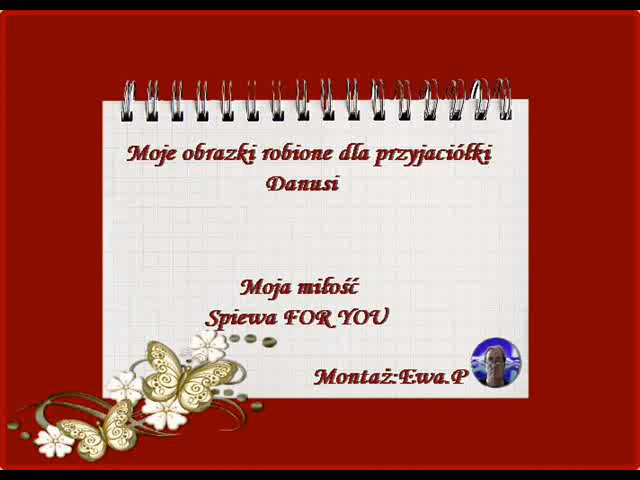 Moje obrazki robione dla przyjaciółki
Danusi
Moja miłość
Spiewa FOR YOU
Montaż:Ewa.P